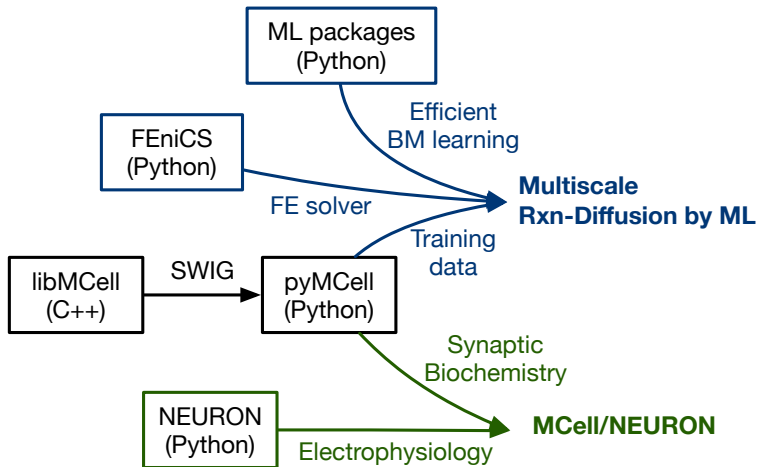 ML packages
(Python)
Efficient
BM learning
FEniCS
(Python)
FE solver
Multiscale
Rxn-Diffusion by ML
Training
data
libMCell
(C++)
SWIG
pyMCell
(Python)
Synaptic
Biochemistry
NEURON
(Python)
Electrophysiology
MCell/NEURON